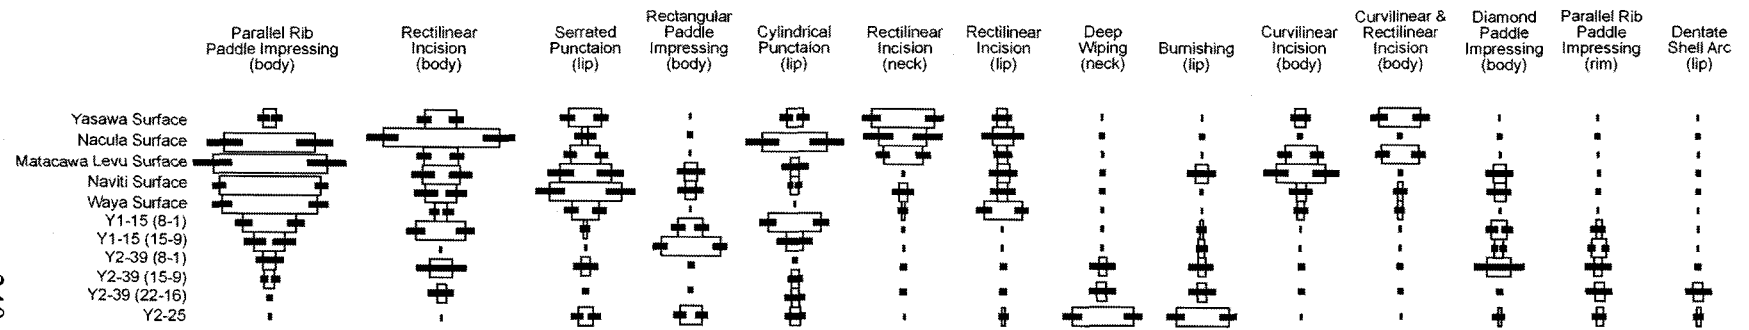 Parallel Rib
Paddle Impressing
(body)
Rectilinear
Incision
(body)
Serrated
Punctaion
(lip)
Rectangular
Paddle
Impressing
(body)
Cylindrical
Punctaion
(lip)
Rectilinear
Incision
(neck)
Rectilinear
Incision
(lip)
Deep
Wiping
(neck)
Burnishing
(lip)
Curvilinear
Incision
(body)
Curvilinear &
Rectilinear
Incision
(body)
Diamond
Paddle
Impressing
(body)
Parallel Rib
Paddle
Impressing
(rim)
Dentate
Shell Arc
(lip)
Yasawa Surface
Nacula Surface
Matacawa Levu Surface
Naviti Surface
Waya Surface
Y1-15 (8-1)
Y1-15 (15-9)
Y2-39 (8-1)
Y2-39 (15-9)
Y2-39 (22-16)
Y2-25